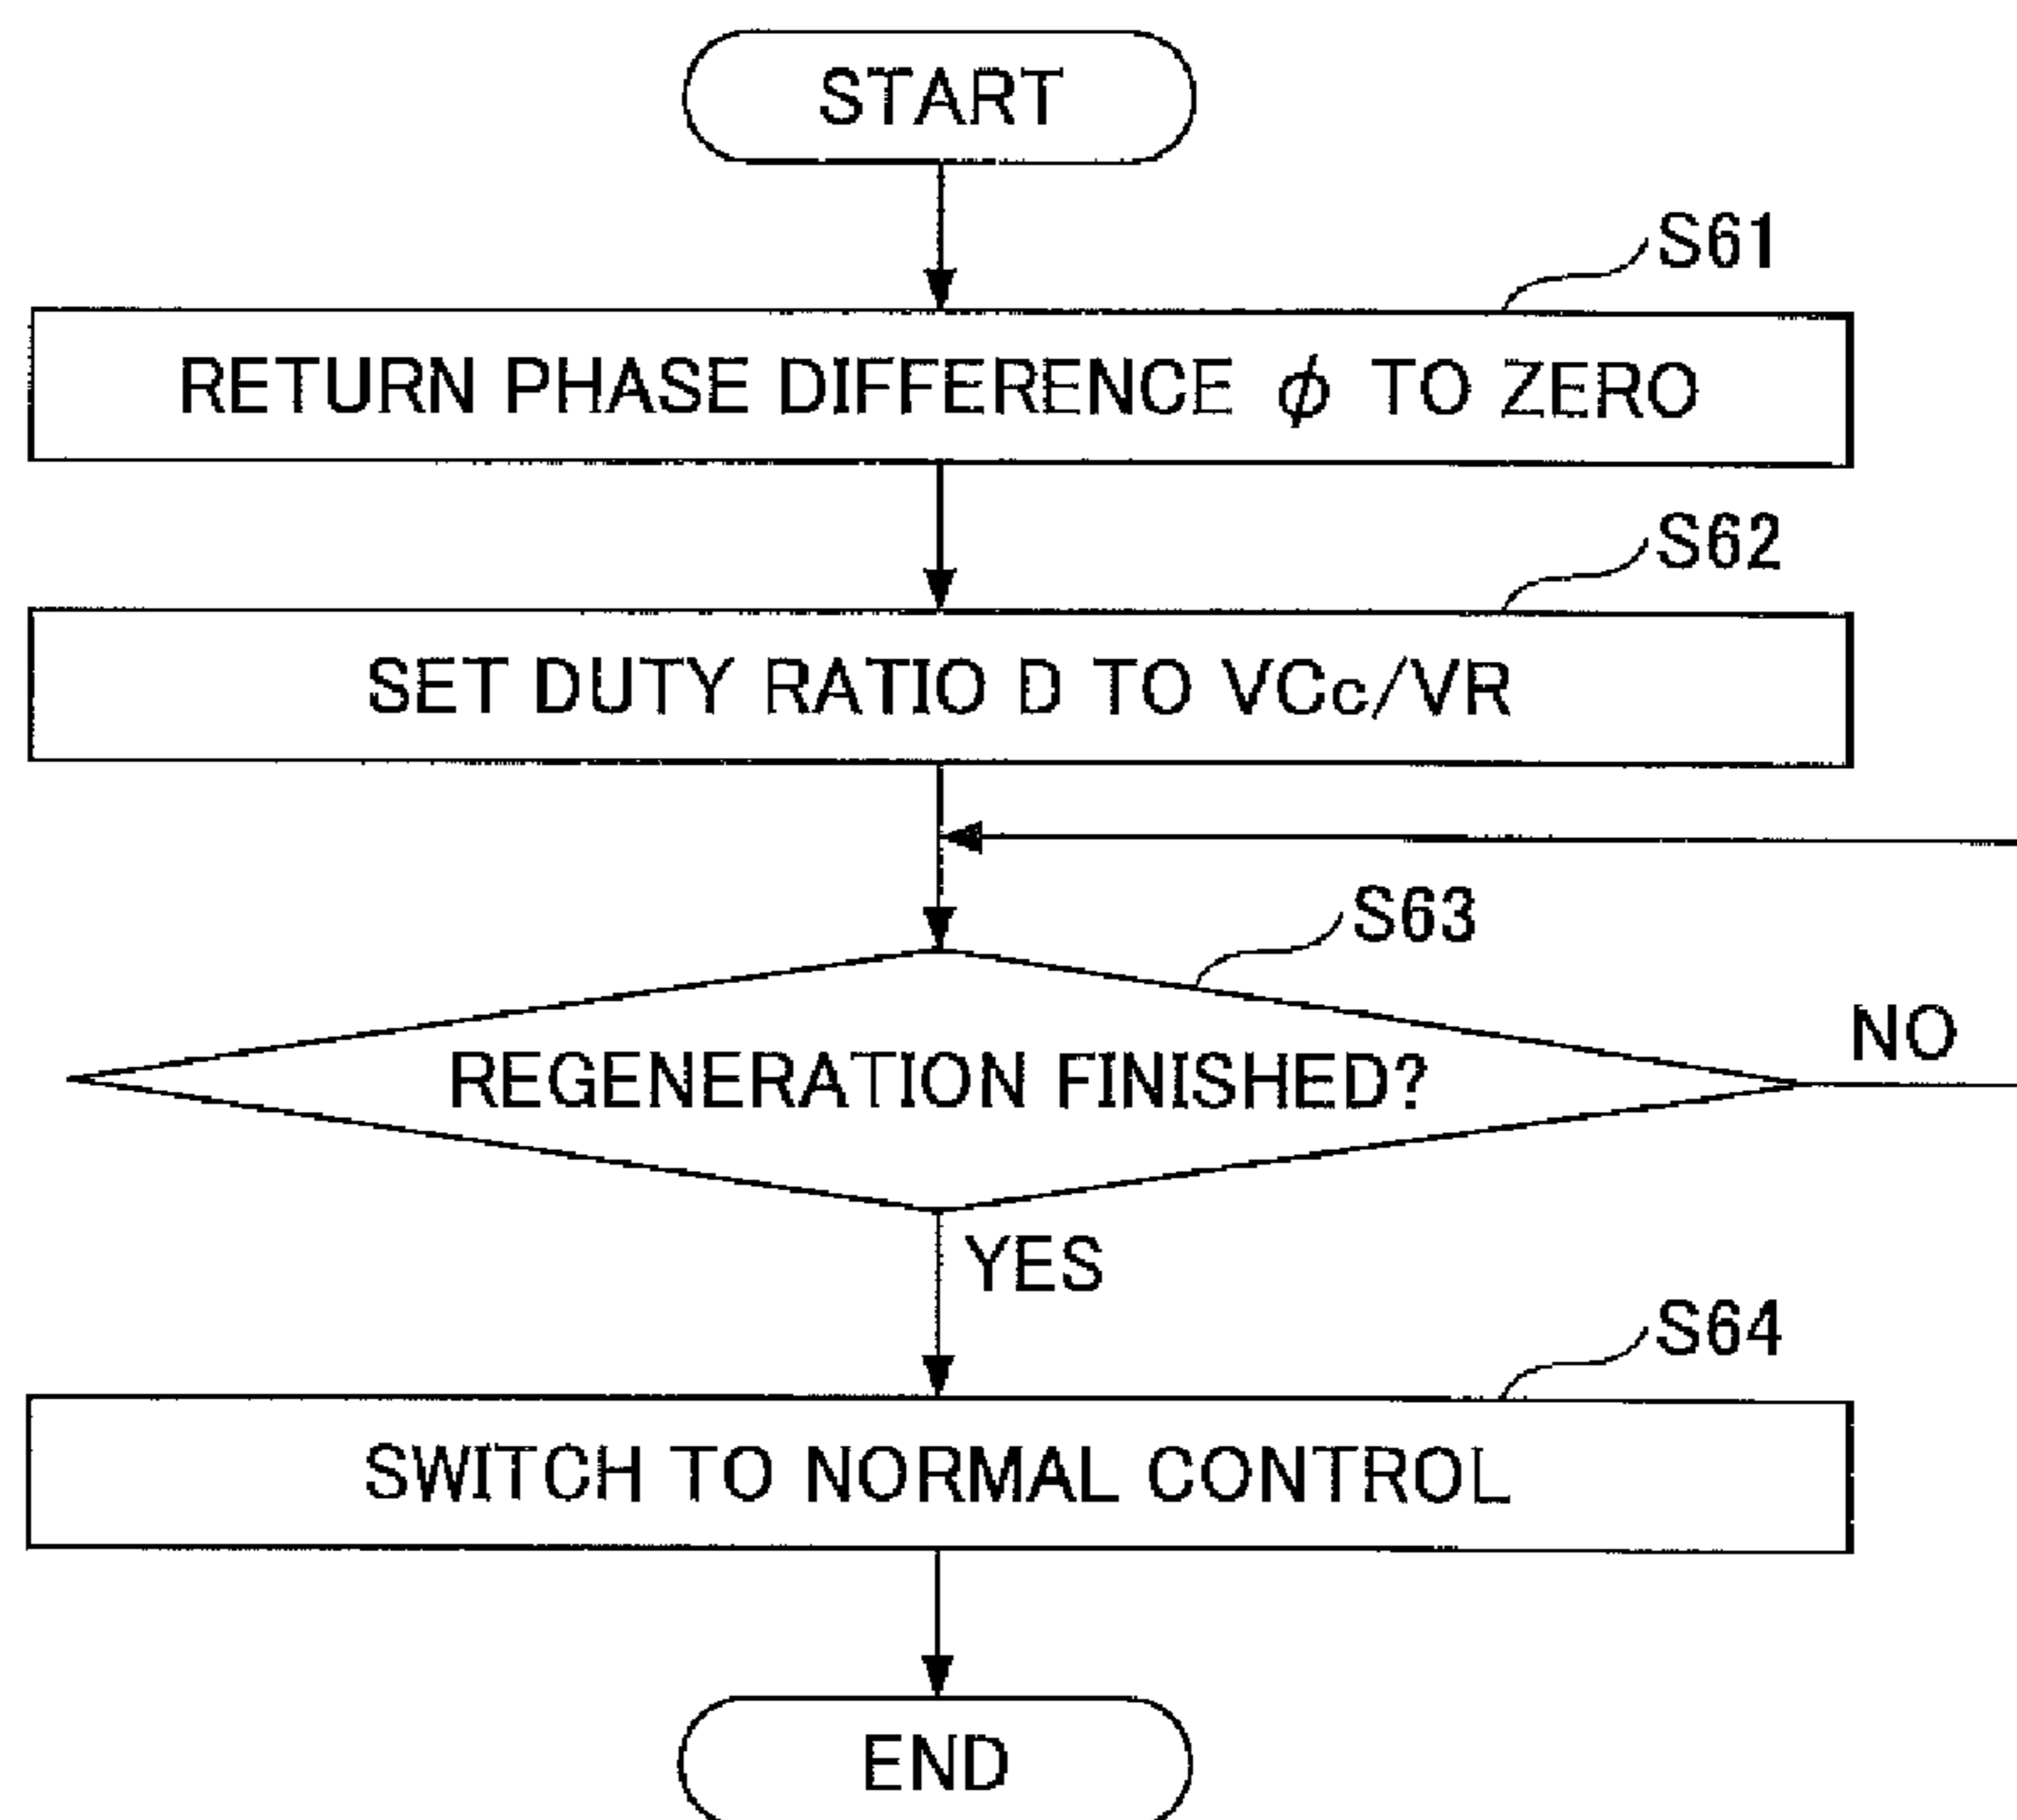 START
S61
RETURN PHASE DIFFERENCE ϕ TO ZERO
S62
SET DUTY RATIO D TO VCc/VR
S63
REGENERATION FINISHED?
NO
YES
S64
SWITCH TO NORMAL CONTROL
END